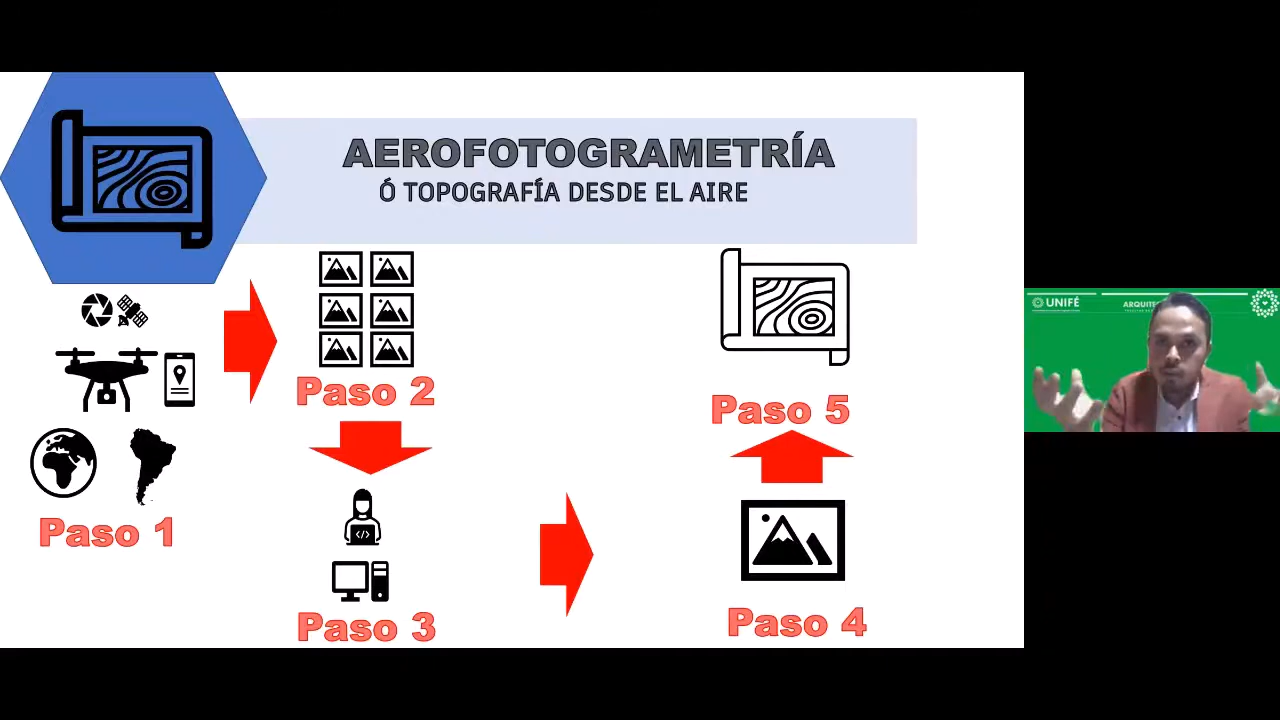 AEROFOTOGRAMETRÍA
Ó TOPOGRAFÍA DESDE EL AIRE
Paso 1
Paso 2
Paso 3
Paso 4
Paso 5
UNIFÉ